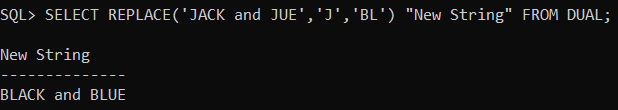 SQL> SELECT REPLACE('JACK and JUE','J','BL') "New String" FROM DUAL;
New String
--------------
BLACK and BLUE